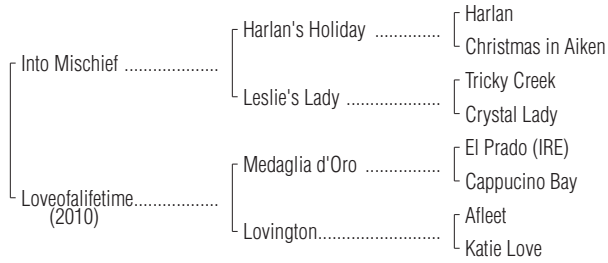 Harlan
Harlan's Holiday ..............
Christmas in Aiken
Into Mischief ....................
Tricky Creek
Leslie's Lady ....................
Crystal Lady
El Prado (IRE)
Medaglia d'Oro ................
Cappucino Bay
Loveofalifetime..................
(2010)
Afleet
Lovington..........................
Katie Love